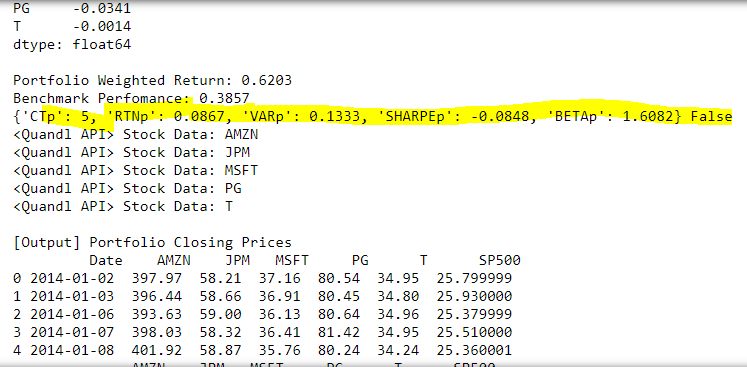 PG     -0.0341
T      -0.0014
dtype: float64
Portfolio Weighted Return: 0.6203
Benchmark Perfomance: 0.3857
{'CTp': 5, 'RTNp': 0.0867, 'VARp': 0.1333, 'SHARPEp': -0.0848, 'BETAp': 1.6082} False
<Quandl API> Stock Data: AMZN
<Quandl API> Stock Data: JPM
<Quandl API> Stock Data: MSFT
<Quandl API> Stock Data: PG
<Quandl API> Stock Data: T
[Output] Portfolio Closing Prices
Date    AMZN    JPM   MSFT     PG      T      SP500
0 2014-01-02  397.97  58.21  37.16  80.54  34.95  25.799999
1 2014-01-03  396.44  58.66  36.91  80.45  34.80  25.930000
2 2014-01-06  393.63  59.00  36.13  80.64  34.96  25.379999
3 2014-01-07  398.03  58.32  36.41  81.42  34.95  25.510000
4 2014-01-08  401.92  58.87  35.76  80.24  34.24  25.360001
AMZN    JPM   MSFT     PG      T      SP500